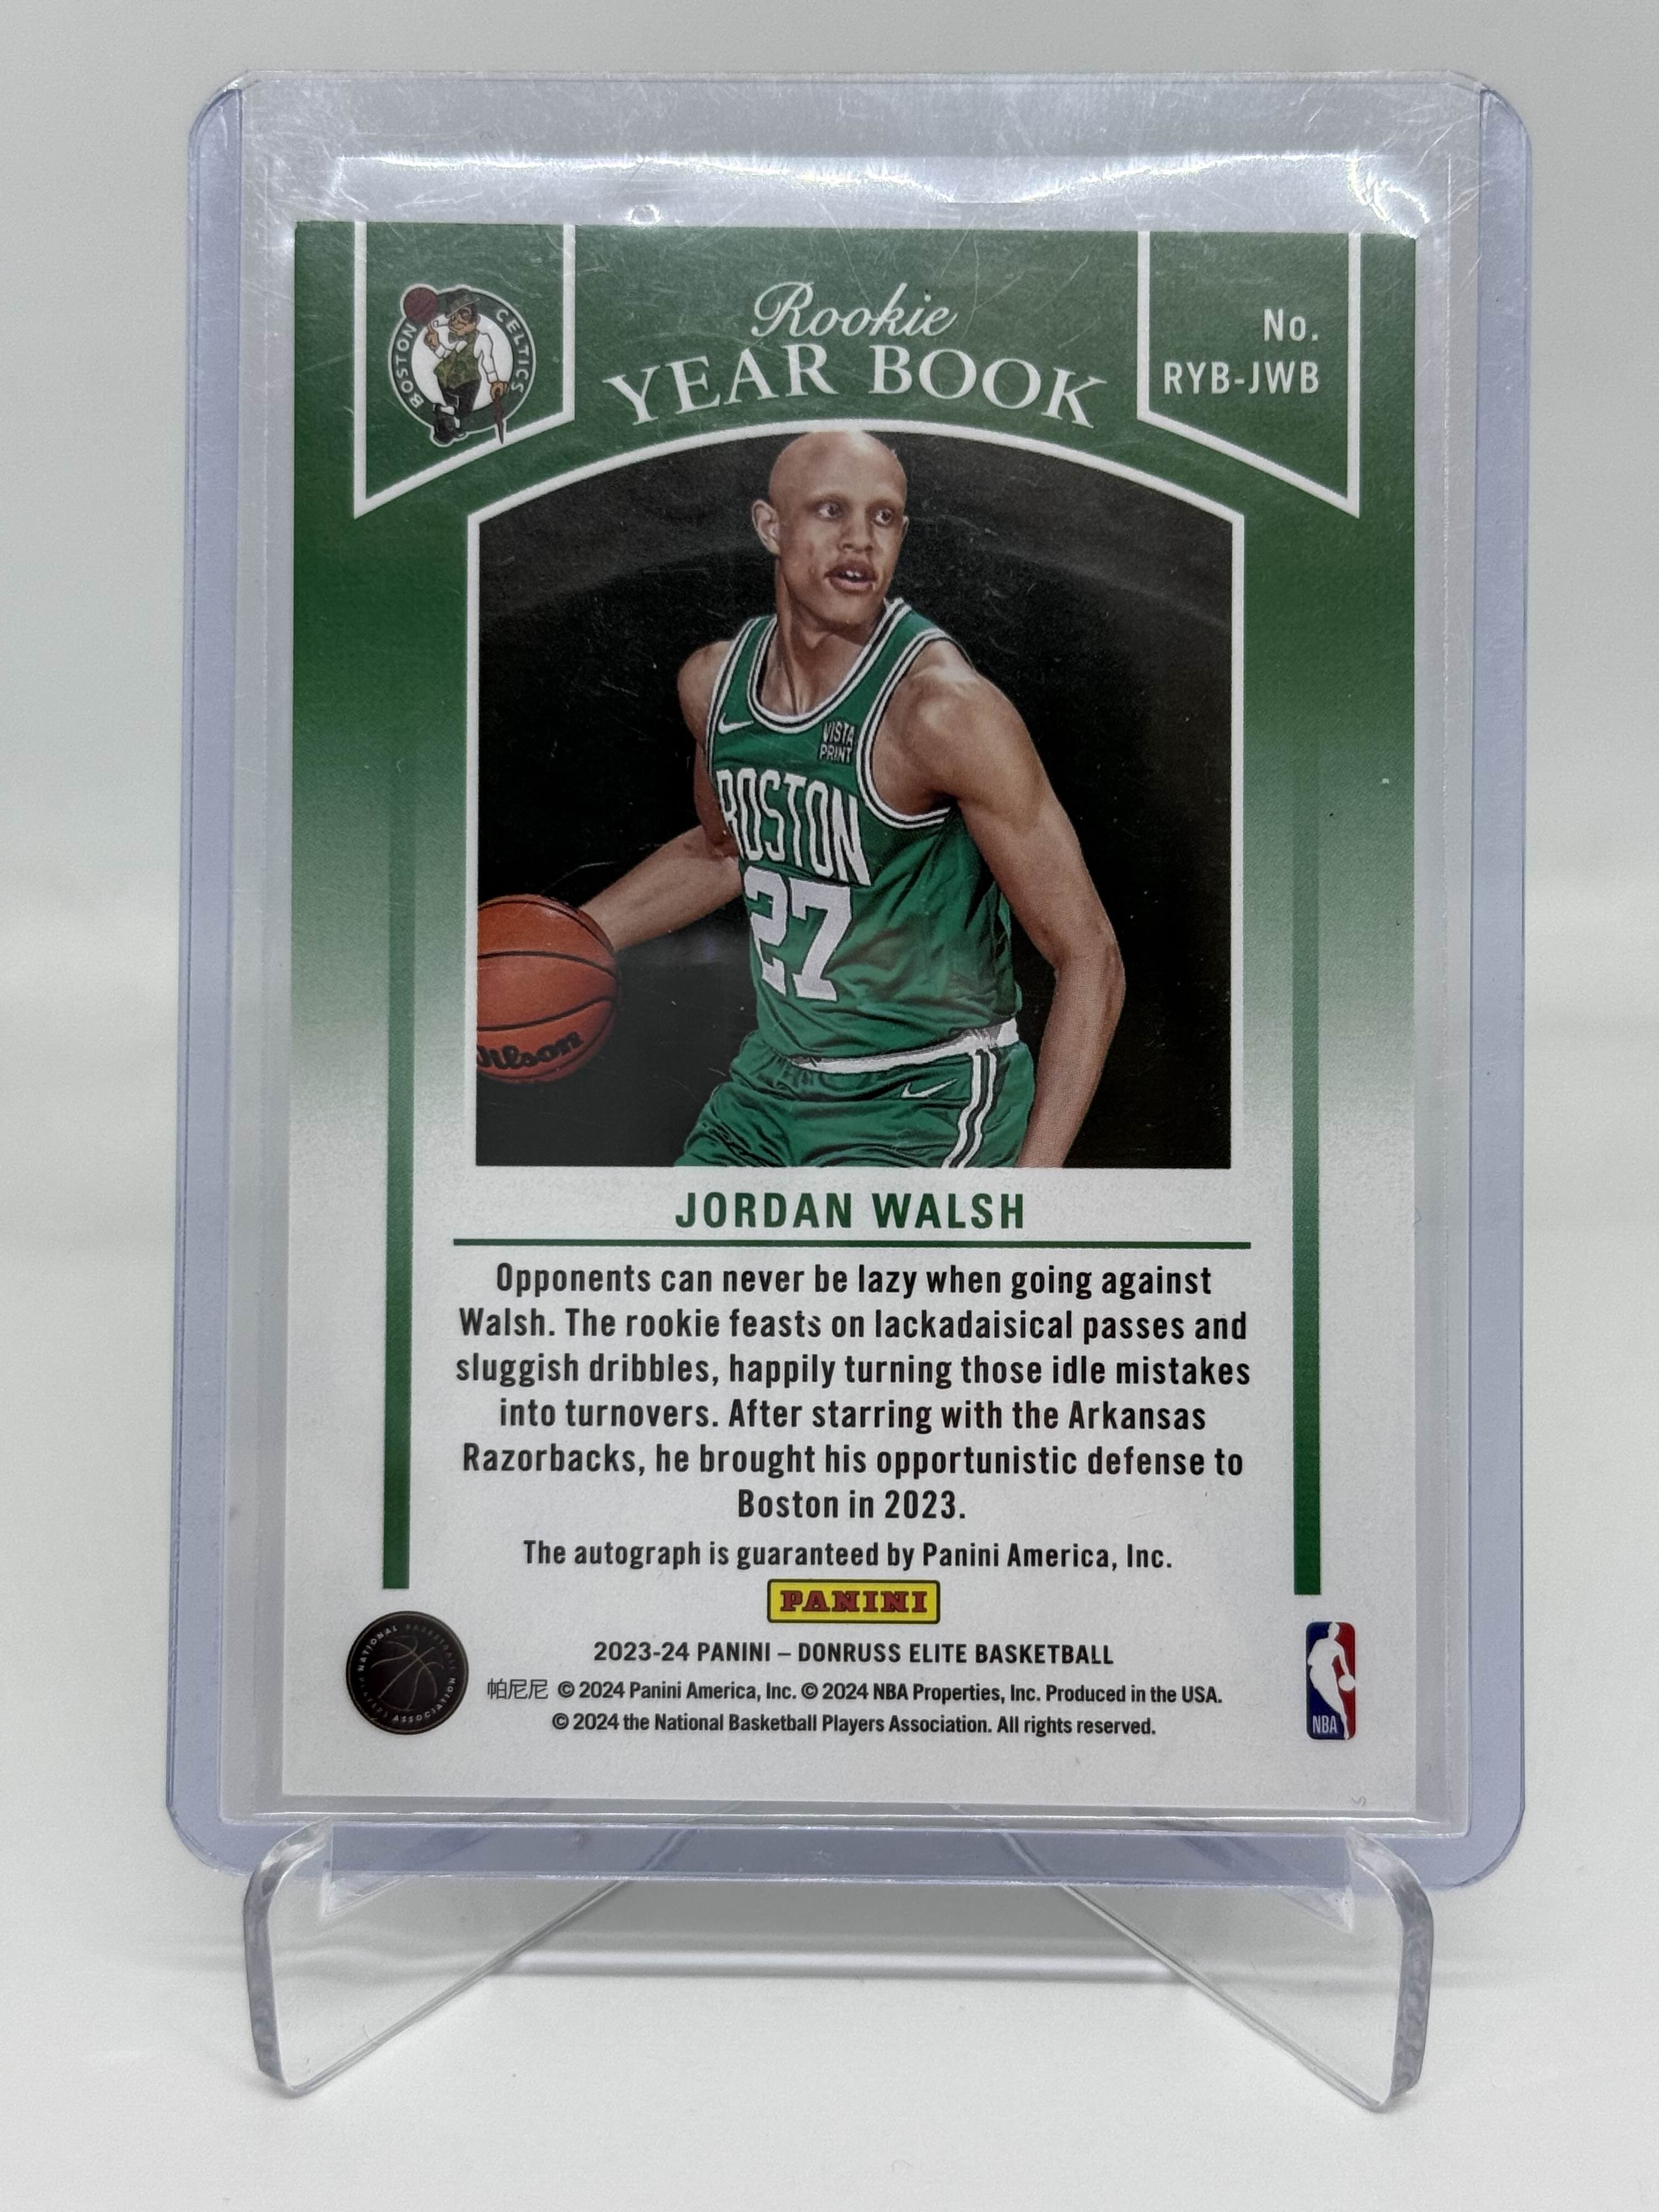 BOSTON CELTICS
Rookie
YEAR BOOK
No.
RYB-JWB
VISTA
PRINT
BOSTON
27
Wilson
JORDAN WALSH
Opponents can never be lazy when going against
Walsh. The rookie feasts on lackadaisical passes and
sluggish dribbles, happily turning those idle mistakes
into turnovers. After starring with the Arkansas
Razorbacks, he brought his opportunistic defense to
Boston in 2023.
The autograph is guaranteed by Panini America, Inc.
PANINI
2023-24 PANINI – DONRUSS ELITE BASKETBALL
帕尼尼 © 2024 Panini America, Inc. © 2024 NBA Properties, Inc. Produced in the USA.
© 2024 the National Basketball Players Association. All rights reserved.
NATIONAL BASKETBALL PLAYERS ASSOCIATION
NBA